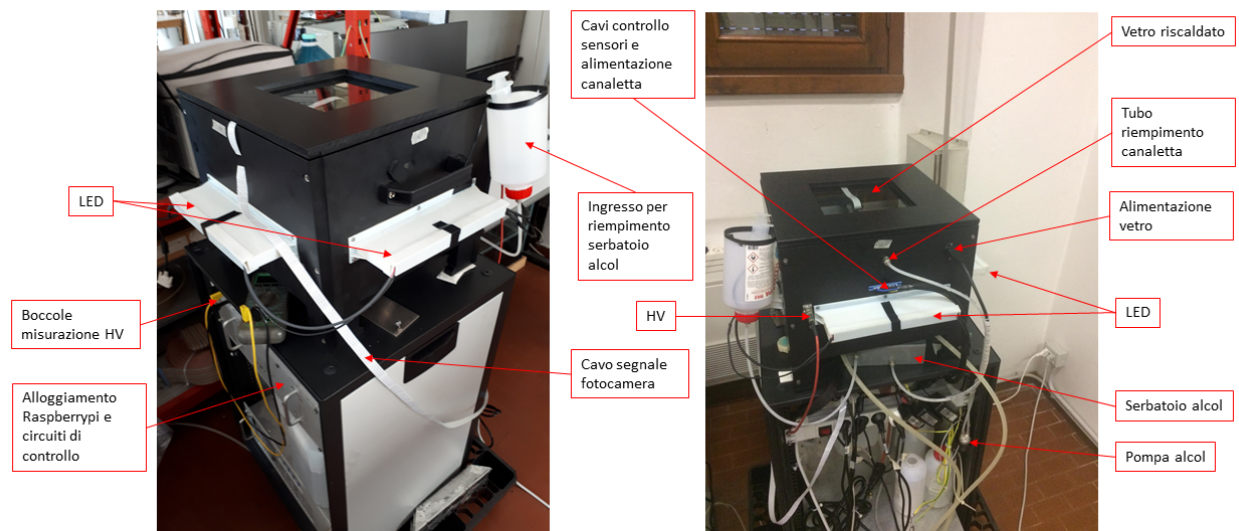 LED
Boccole
misurazione HV
Alloggiamento
Raspberrypi e
circuiti di
controllo
Cavi controllo
sensori e
alimentazione
canaletta
Ingresso per
riempimento
serbatoio
alcol
HV
Cavo segnale
fotocamera
Vetro riscaldato
Tubo
riempimento
canaletta
Alimentazione
vetro
LED
Serbatoio alcol
Pompa alcol